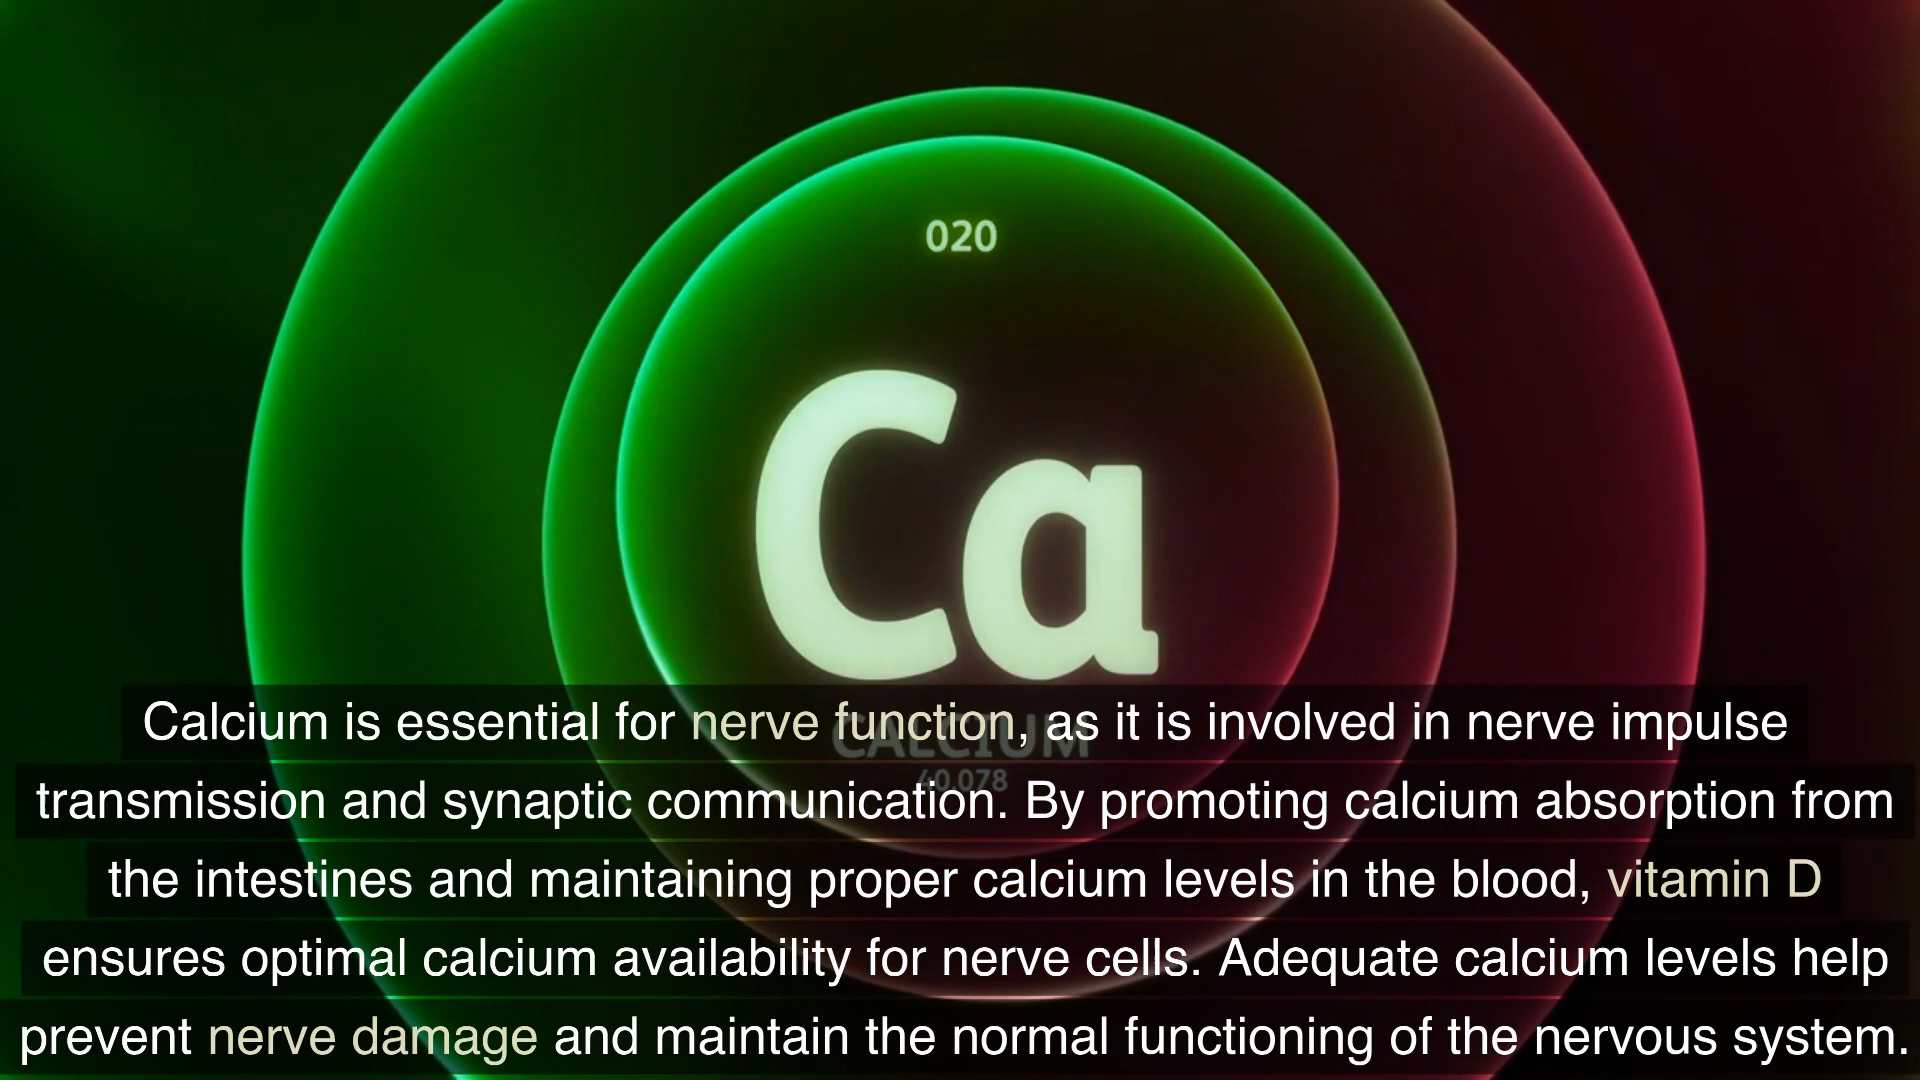 020
Ca
CALCIUM
40.078
Calcium is essential for nerve function, as it is involved in nerve impulse
transmission and synaptic communication. By promoting calcium absorption from
the intestines and maintaining proper calcium levels in the blood, vitamin D
ensures optimal calcium availability for nerve cells. Adequate calcium levels help
prevent nerve damage and maintain the normal functioning of the nervous system.